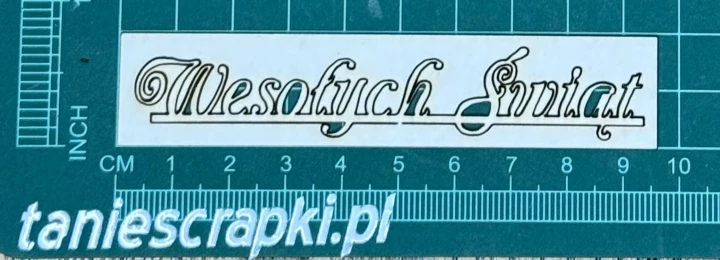 Wesołych Świąt
INCH
CM 1 2 3 4 5 6 7 8 9 10
taniescrapki.pl